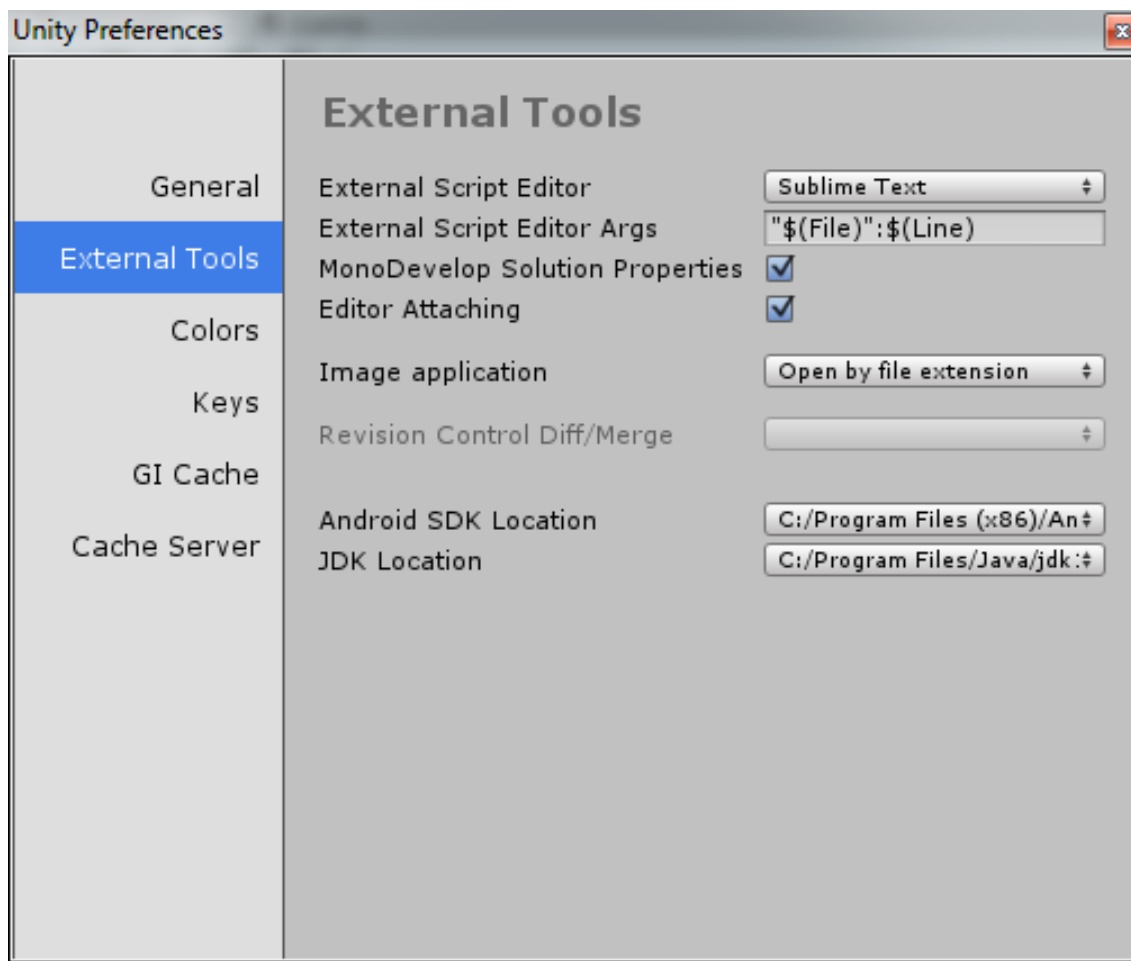 Unity Preferences
External Tools
General
External Tools
Colors
Keys
GI Cache
Cache Server
External Script Editor
Sublime Text
External Script Editor Args
"$(File)":$(Line)
MonoDevelop Solution Properties
Editor Attaching
Image application
Open by file extension
Revision Control Diff/Merge
Android SDK Location
C:/Program Files (x86)/An
JDK Location
C:/Program Files/Java/jdk